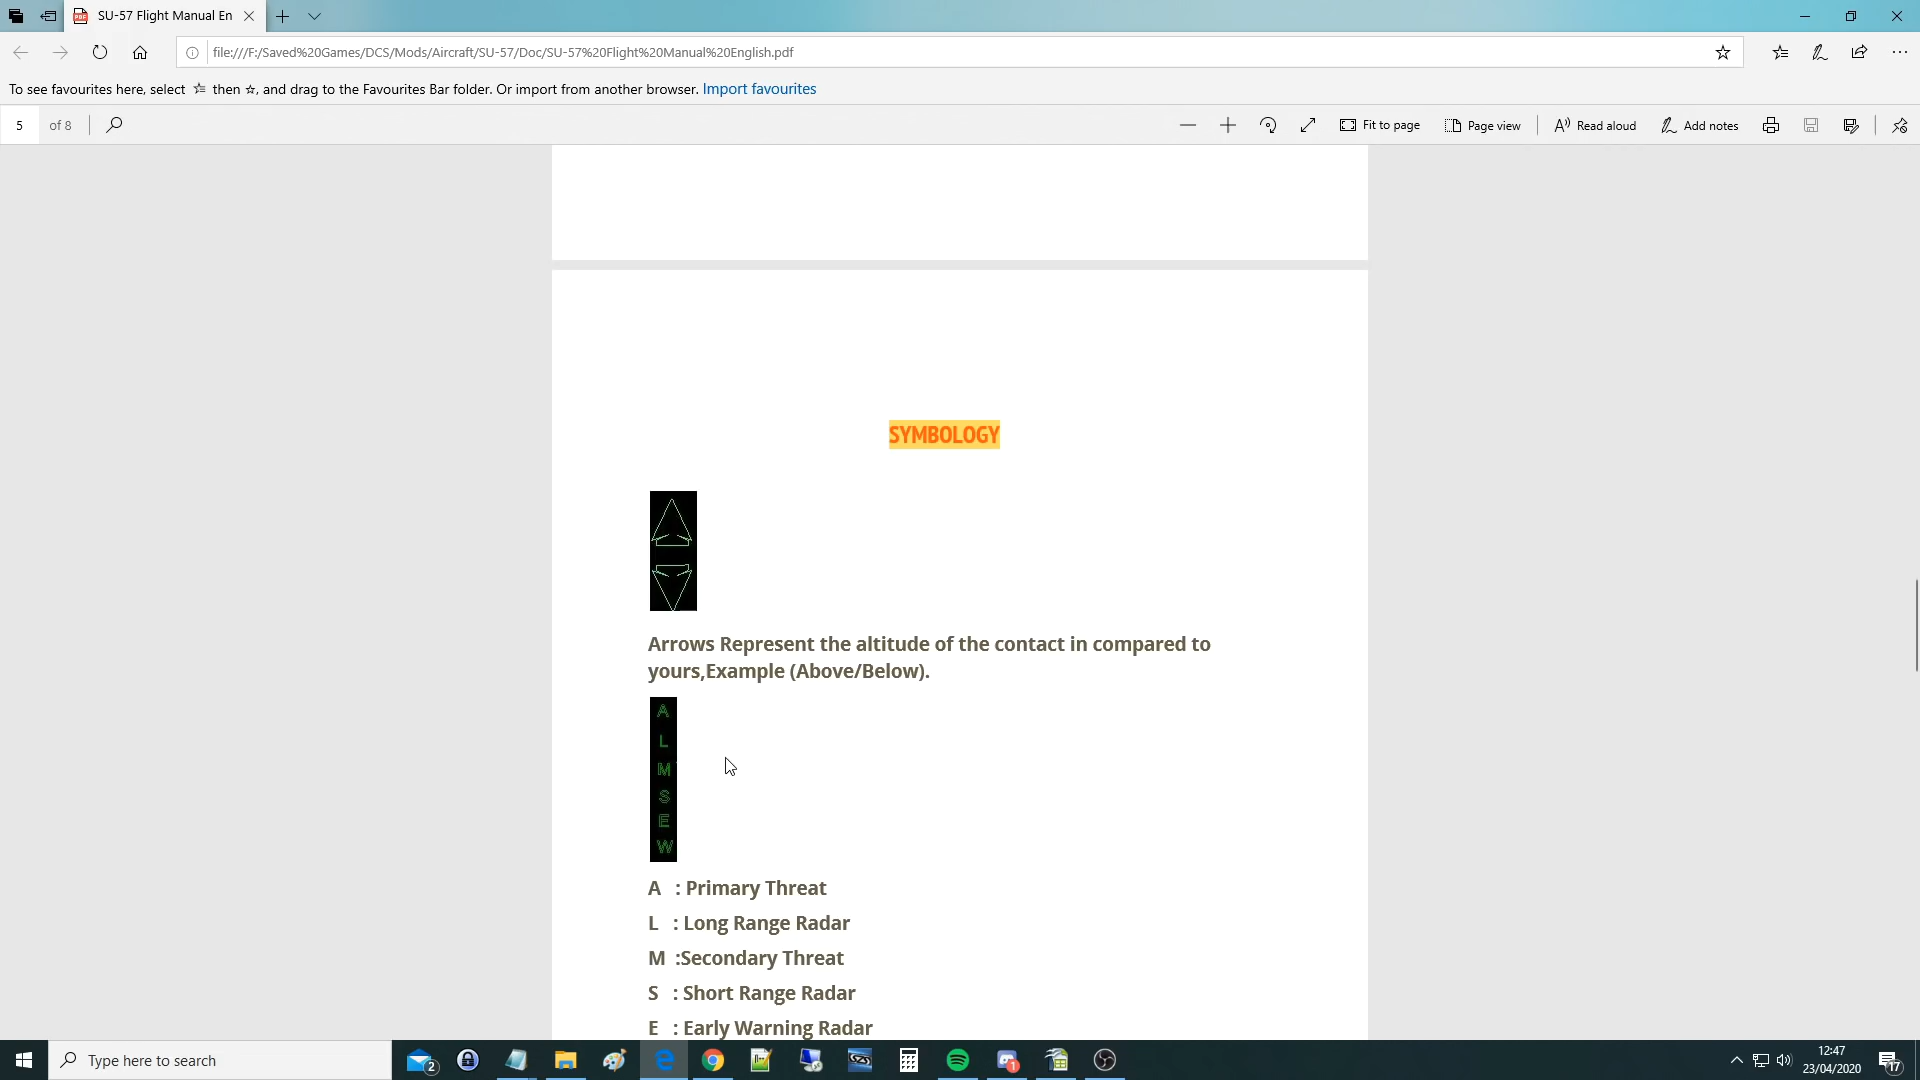 SU-57 Flight Manual En
file:///F:/Saved%20Games/DCS/Mods/Aircraft/SU-57/Doc/SU-57%20Flight%20Manual%20English.pdf
To see favourites here, select then , and drag to the Favourites Bar folder. Or import from another browser. Import favourites
5 of 8 Fit to page Page view Read aloud Add notes
SYMBOLOGY
Arrows Represent the altitude of the contact in compared to
yours,Example (Above/Below).
A
L
M
S
E
W
A : Primary Threat
L : Long Range Radar
M :Secondary Threat
S : Short Range Radar
E : Early Warning Radar
Type here to search
2
1
12:47
23/04/2020
17